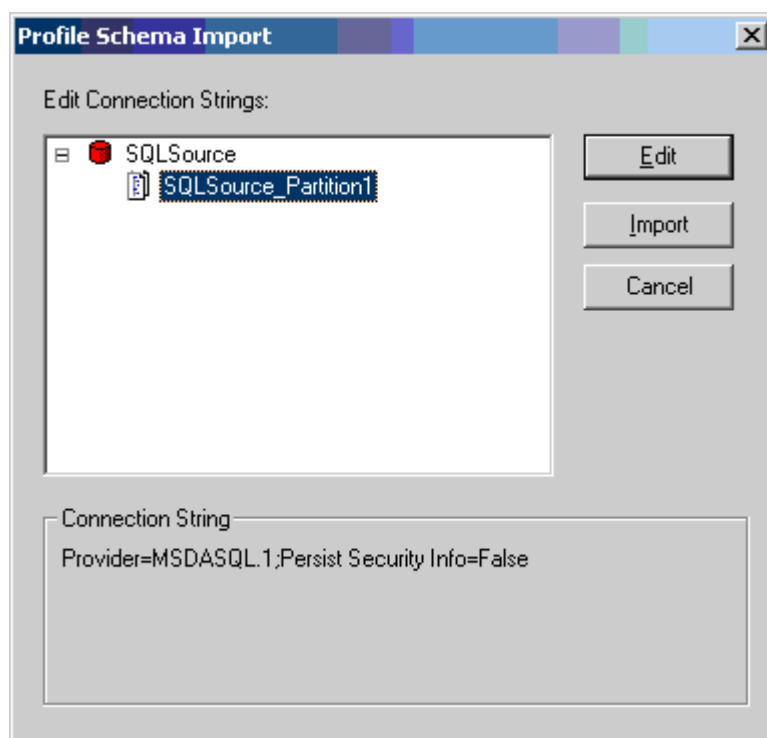 Profile Schema Import
Edit Connection Strings:
SQLSource
SQLSource_Partition1
Edit
Import
Cancel
Connection String
Provider=MSDASQL.1;Persist Security Info=False